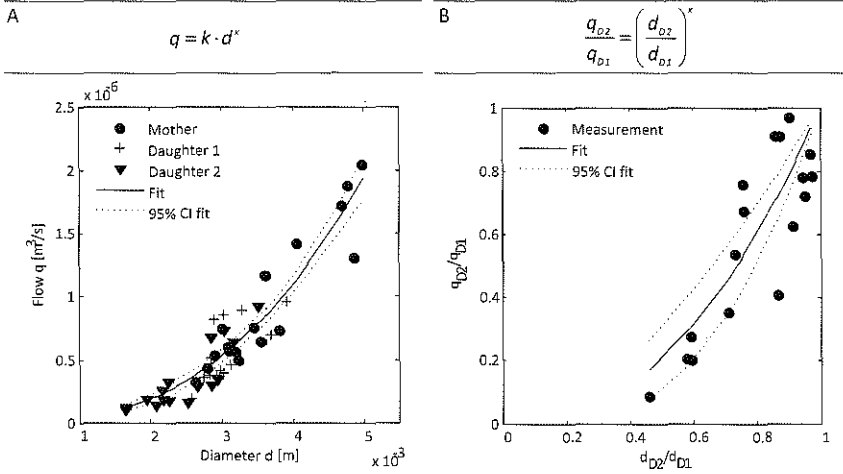 A
q = k · d^x
B
q_D2 / q_D1 = (d_D2 / d_D1)^x
× 10^-6
2.5
2
1.5
1
0.5
0
Flow q [m³/s]
Mother
Daughter 1
Daughter 2
Fit
95% CI fit
1
2
3
4
5
Diameter d [m]
× 10^-3
1
0.8
0.6
0.4
0.2
0
q_D2/q_D1
Measurement
Fit
95% CI fit
0
0.2
0.4
0.6
0.8
1
d_D2/d_D1